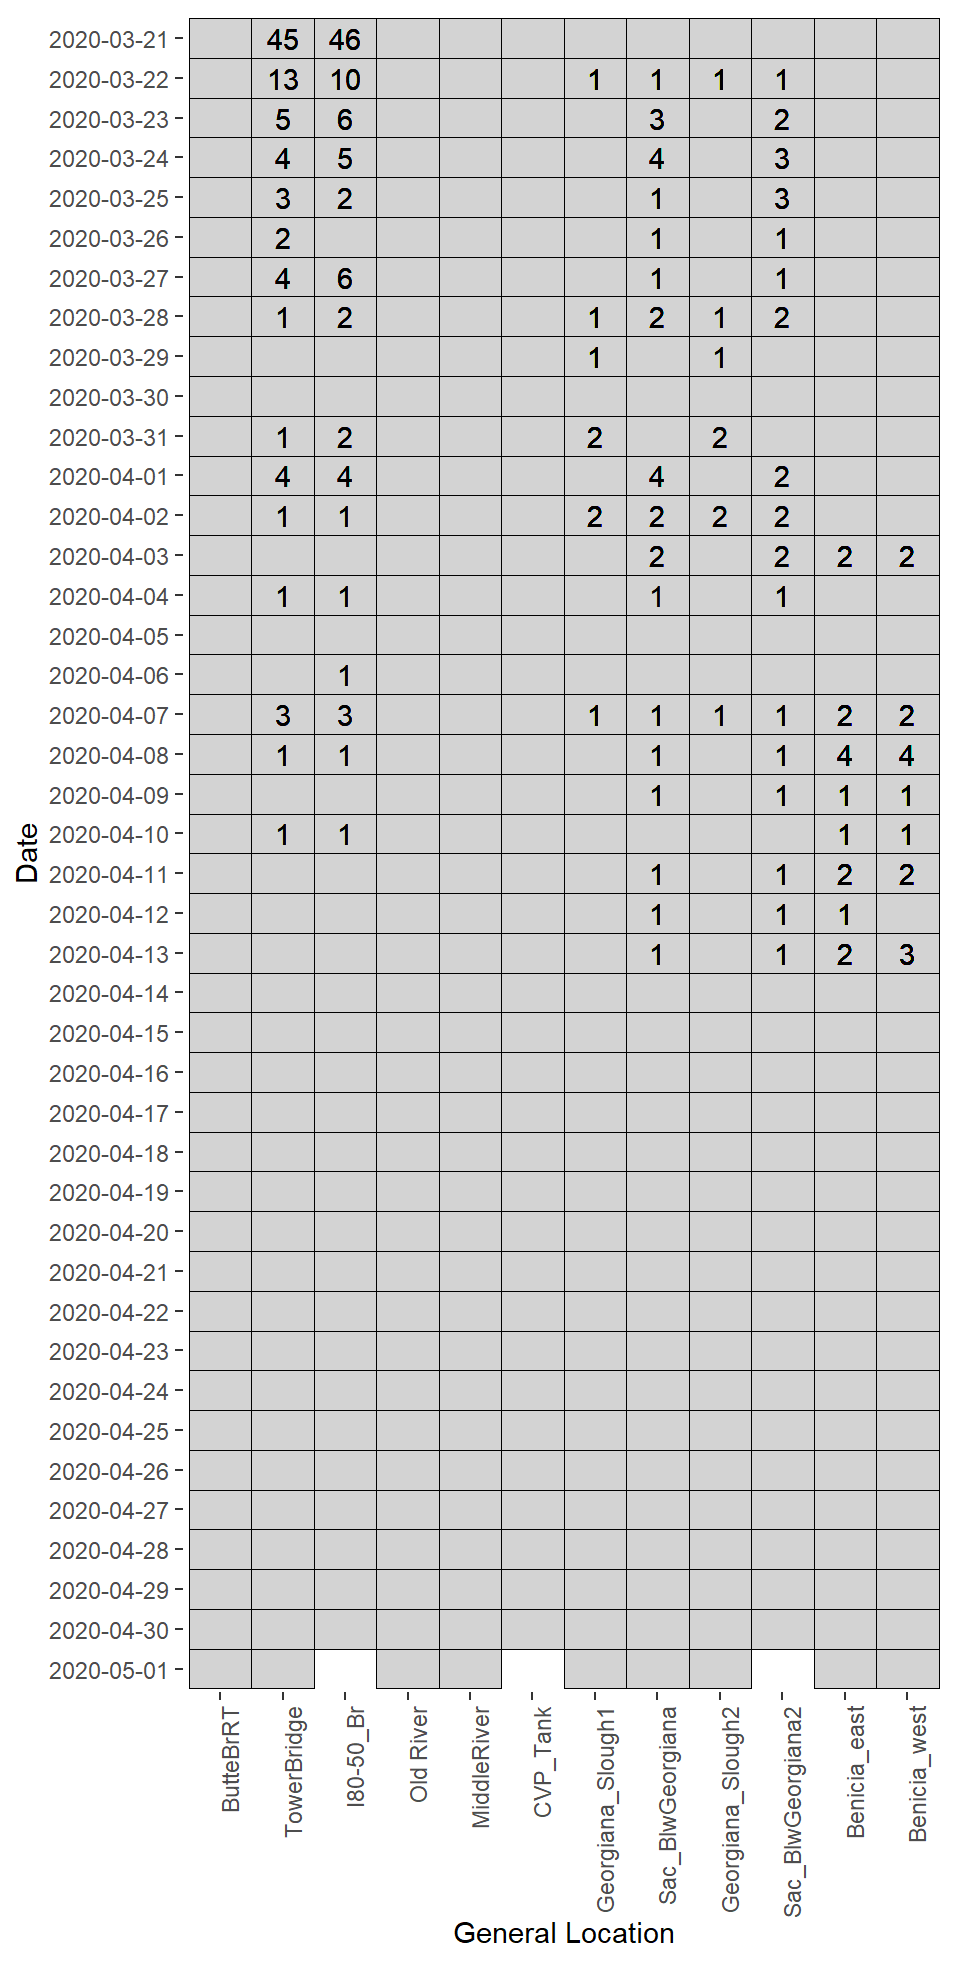 2020-03-21 45 46
2020-03-22 13 10 1 1 1 1
2020-03-23 5 6 3 2
2020-03-24 4 5 4 3
2020-03-25 3 2 1 3
2020-03-26 2 1 1
2020-03-27 4 6 1 1
2020-03-28 1 2 1 2 1 2
2020-03-29 1 1
2020-03-30
2020-03-31 1 2 2 2
2020-04-01 4 4 4 2
2020-04-02 1 1 2 2 2 2
2020-04-03 2 2 2 2
2020-04-04 1 1 1 1
2020-04-05
2020-04-06 1
2020-04-07 3 3 1 1 1 1 2 2
2020-04-08 1 1 1 1 4 4
2020-04-09 1 1 1 1
2020-04-10 1 1 1 1
2020-04-11 1 1 2 2
2020-04-12 1 1 1
2020-04-13 1 1 2 3
2020-04-14
2020-04-15
2020-04-16
2020-04-17
2020-04-18
2020-04-19
2020-04-20
2020-04-21
2020-04-22
2020-04-23
2020-04-24
2020-04-25
2020-04-26
2020-04-27
2020-04-28
2020-04-29
2020-04-30
2020-05-01
Date
ButteBrRT
TowerBridge
I80-50_Br
Old River
MiddleRiver
CVP_Tank
Georgiana_Slough1
Sac_BlwGeorgiana
Georgiana_Slough2
Sac_BlwGeorgiana2
Benicia_east
Benicia_west
General Location